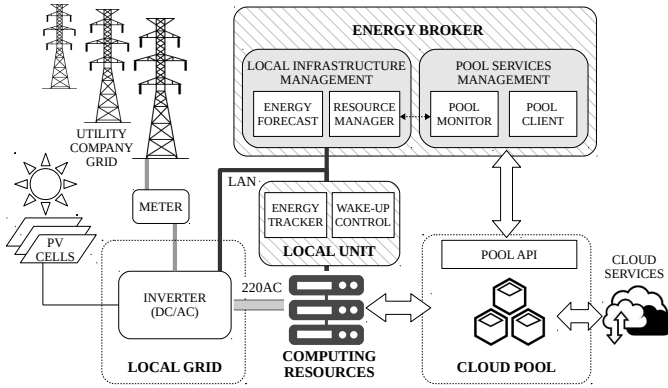 ENERGY BROKER
LOCAL INFRASTRUCTURE
MANAGEMENT
POOL SERVICES
MANAGEMENT
ENERGY
FORECAST
RESOURCE
MANAGER
POOL
MONITOR
POOL
CLIENT
UTILITY
COMPANY
GRID
LAN
METER
ENERGY
TRACKER
WAKE-UP
CONTROL
LOCAL UNIT
PV
CELLS
POOL API
CLOUD
SERVICES
INVERTER
(DC/AC)
220AC
LOCAL GRID
COMPUTING
RESOURCES
CLOUD POOL